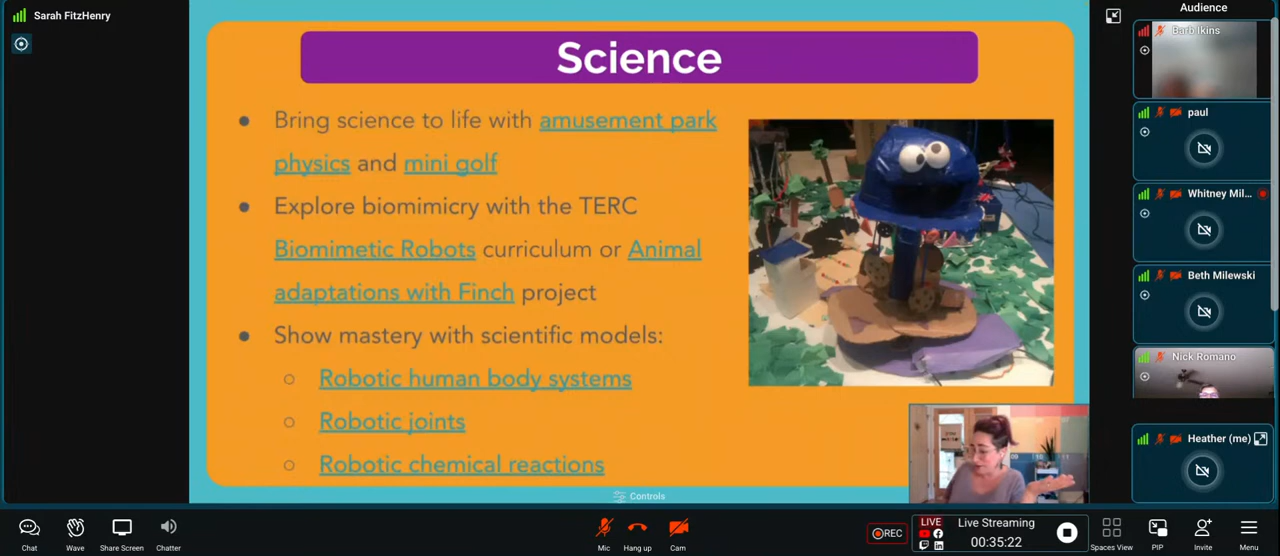 Sarah FitzHenry
Audience
Science
Barb Ikins
Bring science to life with amusement park
physics and mini golf
paul
Explore biomimicry with the TERC
Whitney Mil...
Biomimetic Robots curriculum or Animal
adaptations with Finch project
Beth Milewski
Show mastery with scientific models:
Robotic human body systems
Nick Romano
Robotic joints
Robotic chemical reactions
Heather (me)
Controls
Chat
Wave
Share Screen
Chatter
Mic
Hang up
Cam
REC
LIVE
Live Streaming
00:35:22
Spaces View
PIP
Invite
Menu